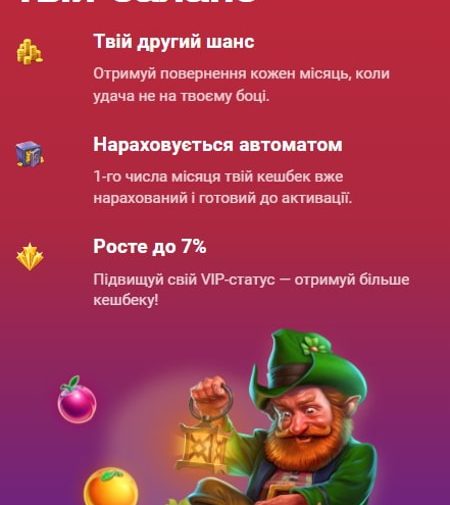 Твій другий шанс
Отримуй повернення кожен місяць, коли
удача не на твоєму боці.
Нараховується автоматом
1-го числа місяця твій кешбек вже
нарахований і готовий до активації.
Росте до 7%
Підвищуй свій VIP-статус — отримуй більше
кешбеку!